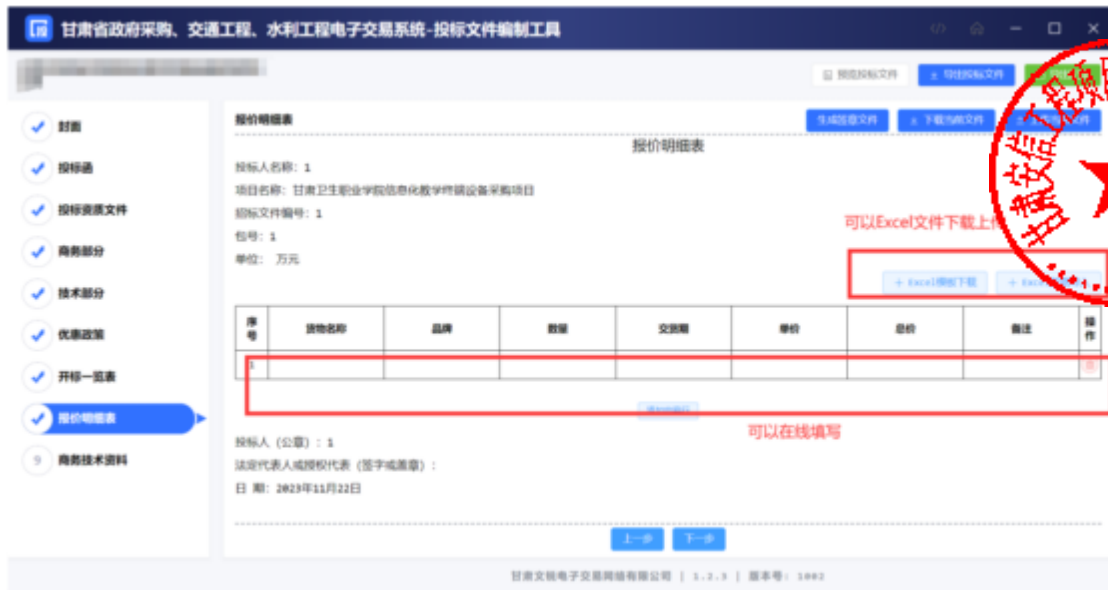 甘肃省政府采购、交通工程、水利工程电子交易系统-投标文件编制工具
预览投标文件 导出投标文件
封面
投标函
投标资质文件
商务部分
技术部分
优惠政策
开标一览表
报价明细表
9 商务技术资料
报价明细表
生成签章文件 下载当前文件
报价明细表
投标人名称：1
项目名称：甘肃卫生职业学院信息化教学终端设备采购项目
招标文件编号：1
包号：1
单位： 万元
可以Excel文件下载上
+ Excel模板下载
序号 货物名称 品牌 数量 交货期 单价 总价 备注 操作
1
可以在线填写
投标人（公章）：1
法定代表人或授权代表（签字或盖章）：
日 期：2023年11月22日
上一步 下一步
甘肃文锐电子交易网络有限公司 | 1.2.3 | 版本号：1002